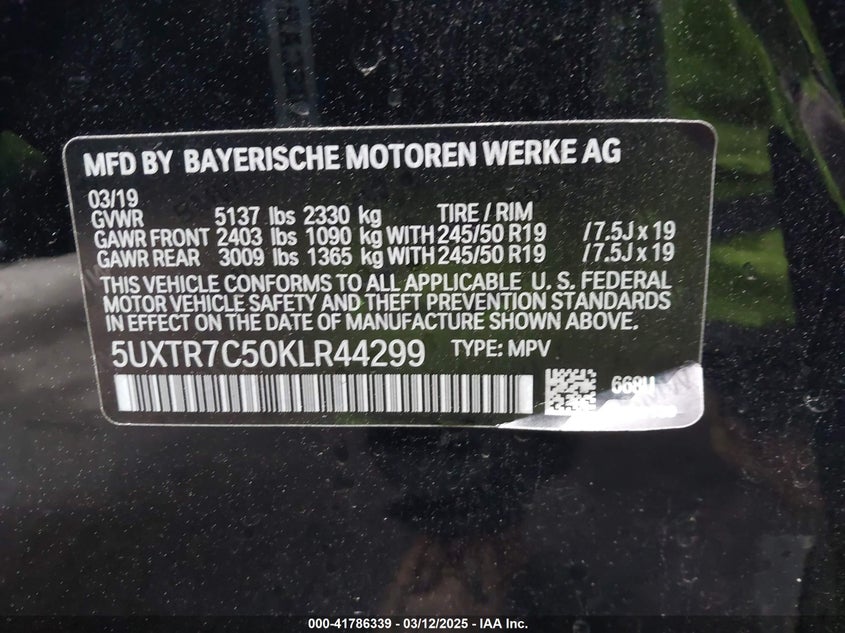 MFD BY BAYERISCHE MOTOREN WERKE AG
03/19
GVWR 5137 lbs 2330 kg TIRE / RIM
GAWR FRONT 2403 lbs 1090 kg WITH 245/50 R19 /7.5J x 19
GAWR REAR 3009 lbs 1365 kg WITH 245/50 R19 /7.5J x 19
THIS VEHICLE CONFORMS TO ALL APPLICABLE U. S. FEDERAL
MOTOR VEHICLE SAFETY AND THEFT PREVENTION STANDARDS
IN EFFECT ON THE DATE OF MANUFACTURE SHOWN ABOVE.
5UXTR7C50KLR44299 TYPE: MPV
000-41786339 - 03/12/2025 - IAA Inc.